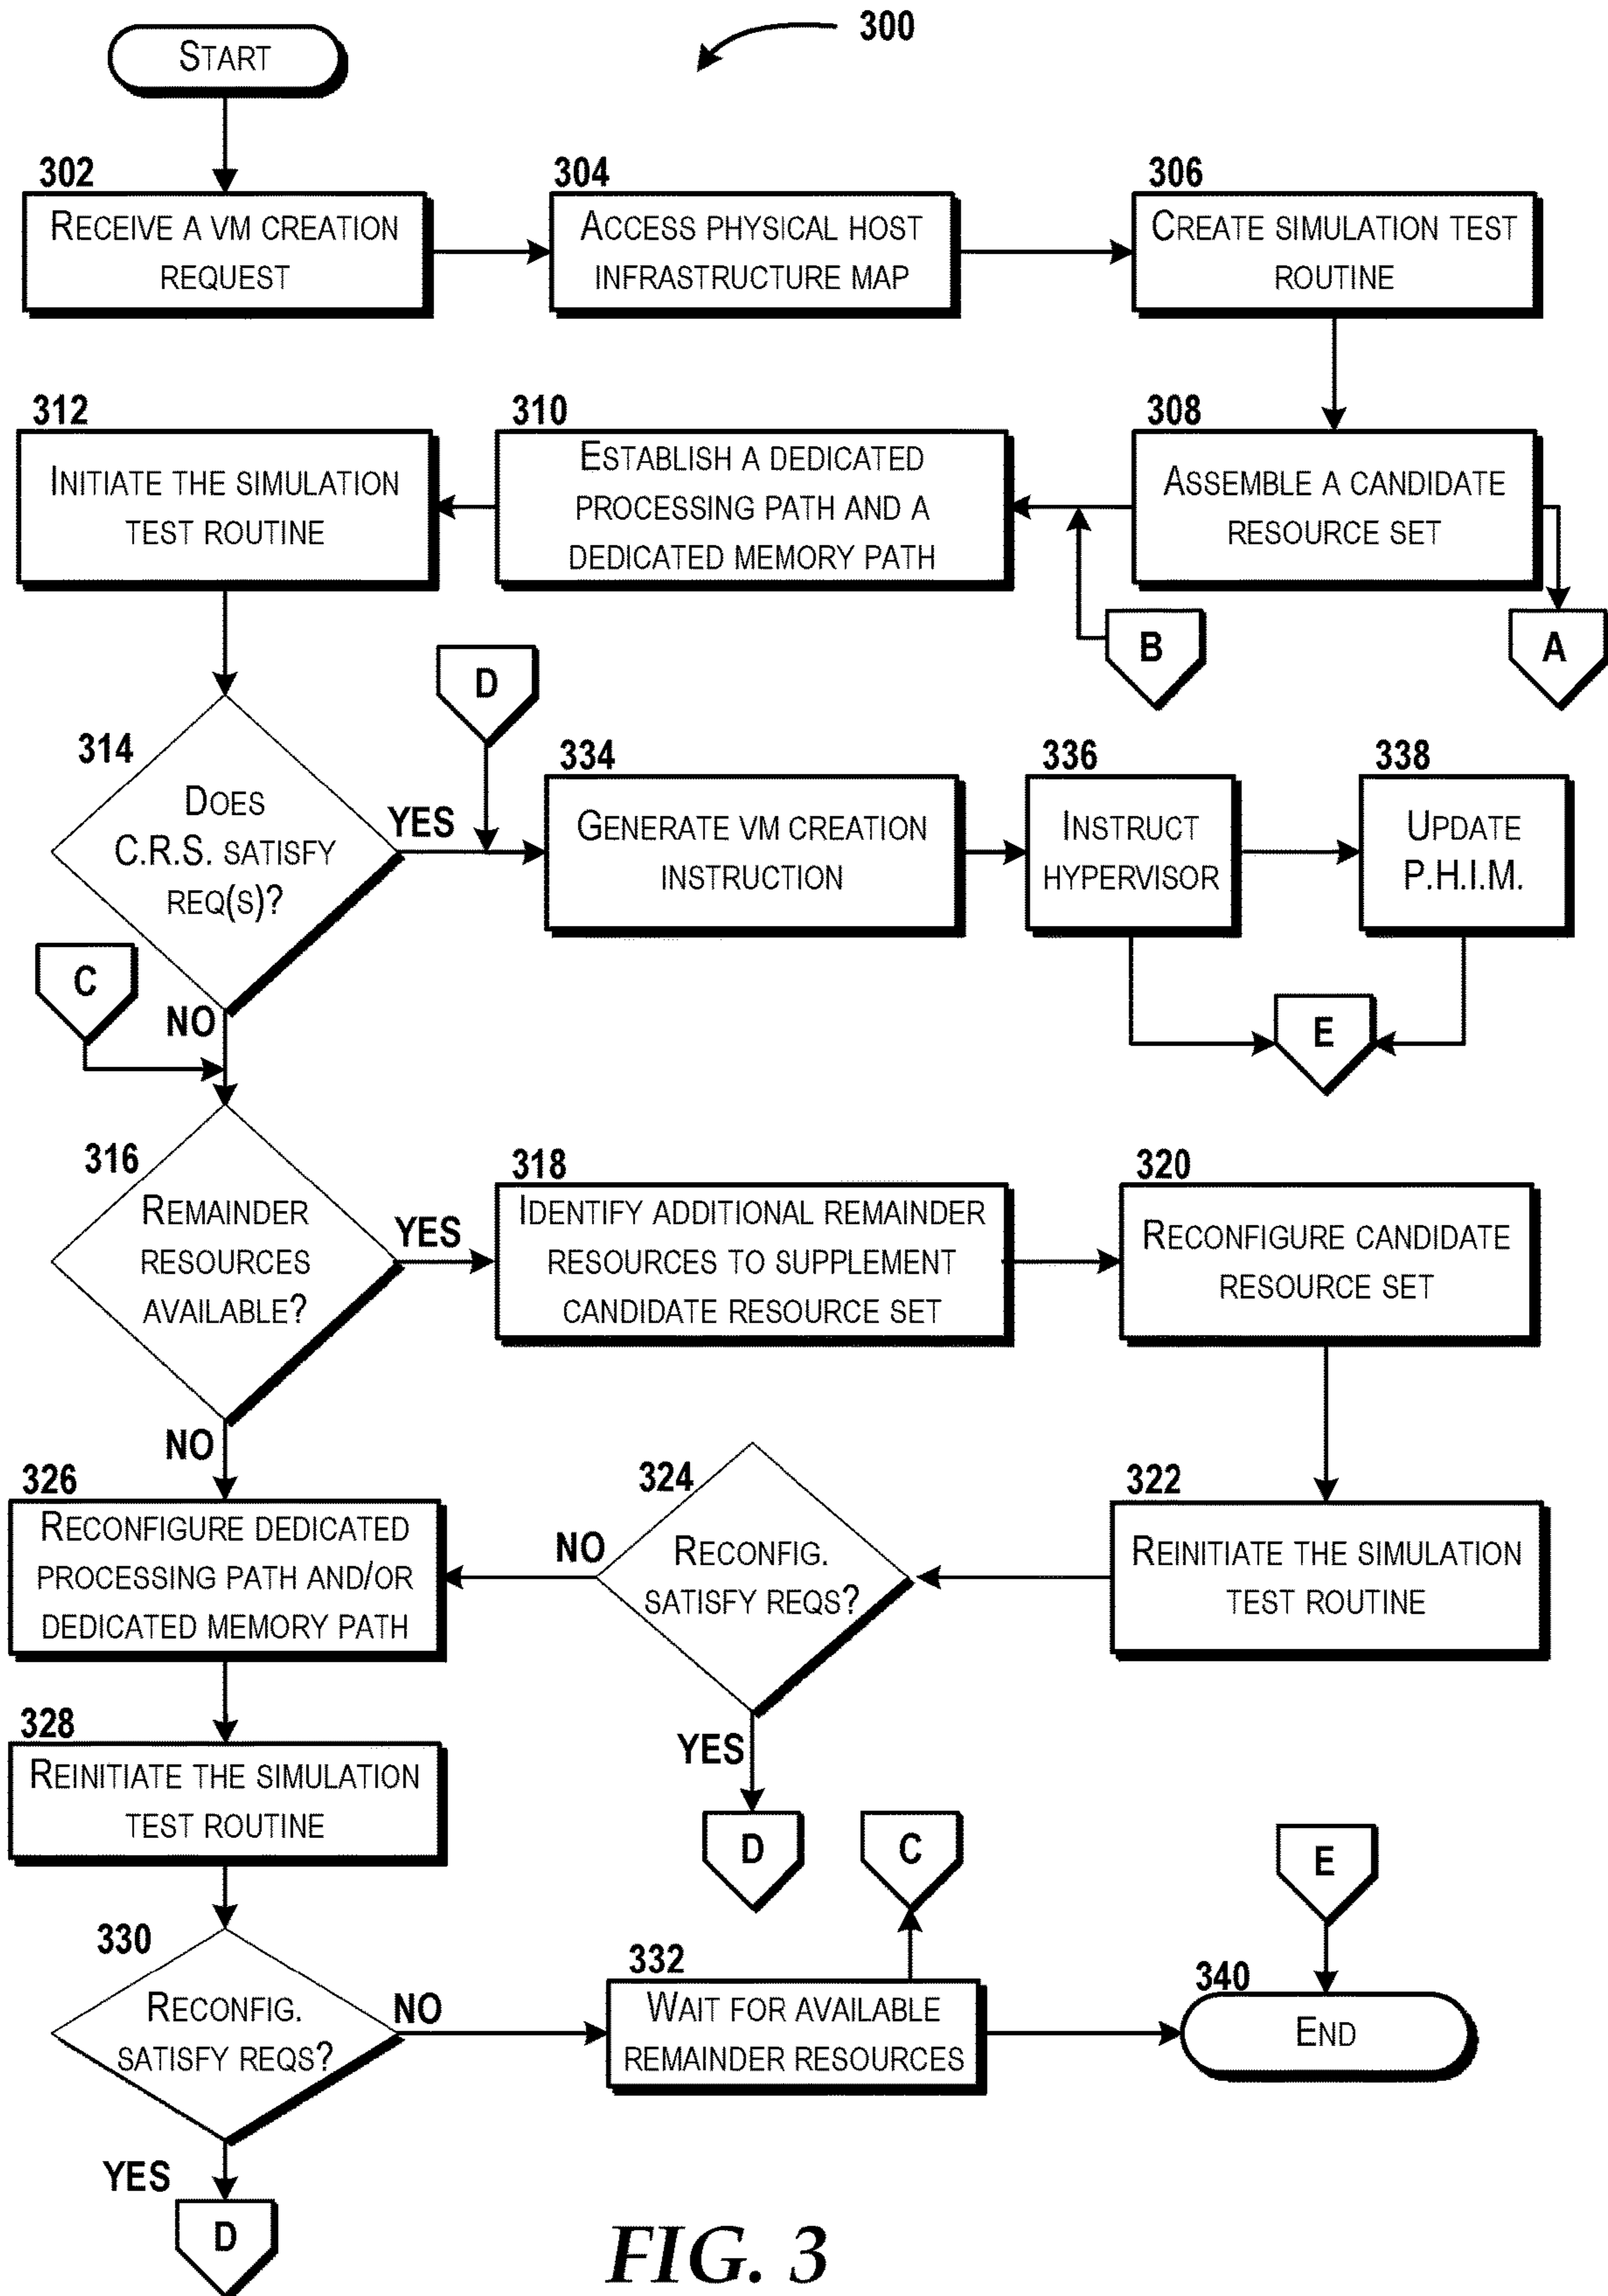 300
START
302
RECEIVE A VM CREATION
REQUEST
304
ACCESS PHYSICAL HOST
INFRASTRUCTURE MAP
306
CREATE SIMULATION TEST
ROUTINE
312
INITIATE THE SIMULATION
TEST ROUTINE
310
ESTABLISH A DEDICATED
PROCESSING PATH AND A
DEDICATED MEMORY PATH
308
ASSEMBLE A CANDIDATE
RESOURCE SET
B
A
D
314
DOES
C.R.S. SATISFY
REQ(S)?
YES
334
GENERATE VM CREATION
INSTRUCTION
336
INSTRUCT
HYPERVISOR
338
UPDATE
P.H.I.M.
C
NO
E
316
REMAINDER
RESOURCES
AVAILABLE?
YES
318
IDENTIFY ADDITIONAL REMAINDER
RESOURCES TO SUPPLEMENT
CANDIDATE RESOURCE SET
320
RECONFIGURE CANDIDATE
RESOURCE SET
NO
326
RECONFIGURE DEDICATED
PROCESSING PATH AND/OR
DEDICATED MEMORY PATH
324
NO
RECONFIG.
SATISFY REQS?
322
REINITIATE THE SIMULATION
TEST ROUTINE
328
REINITIATE THE SIMULATION
TEST ROUTINE
YES
D
C
E
330
RECONFIG.
SATISFY REQS?
NO
332
WAIT FOR AVAILABLE
REMAINDER RESOURCES
340
END
YES
D
FIG. 3